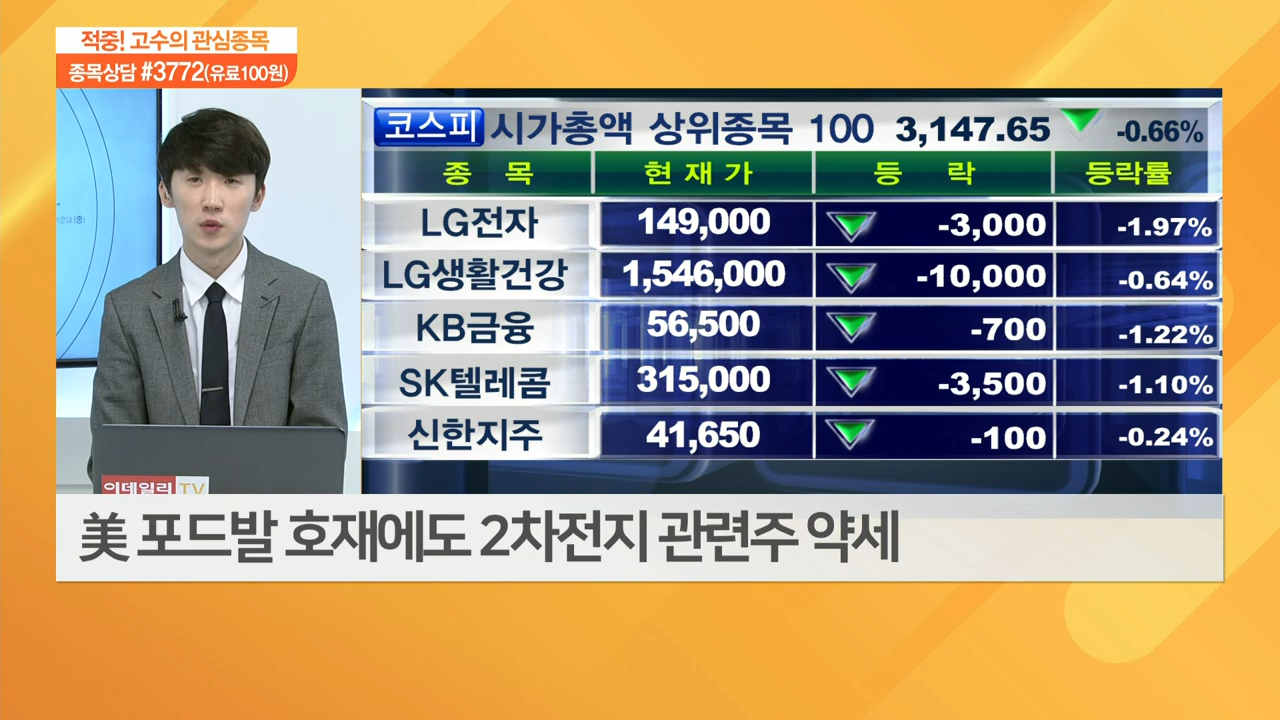 적중! 고수의 관심종목
종목상담 #3772(유료100원)
코스피 시가총액 상위종목 100 3,147.65 -0.66%
종 목 현 재 가 등 락 등락률
LG전자 149,000 -3,000 -1.97%
LG생활건강 1,546,000 -10,000 -0.64%
KB금융 56,500 -700 -1.22%
SK텔레콤 315,000 -3,500 -1.10%
신한지주 41,650 -100 -0.24%
이데일리 TV
美 포드발 호재에도 2차전지 관련주 약세